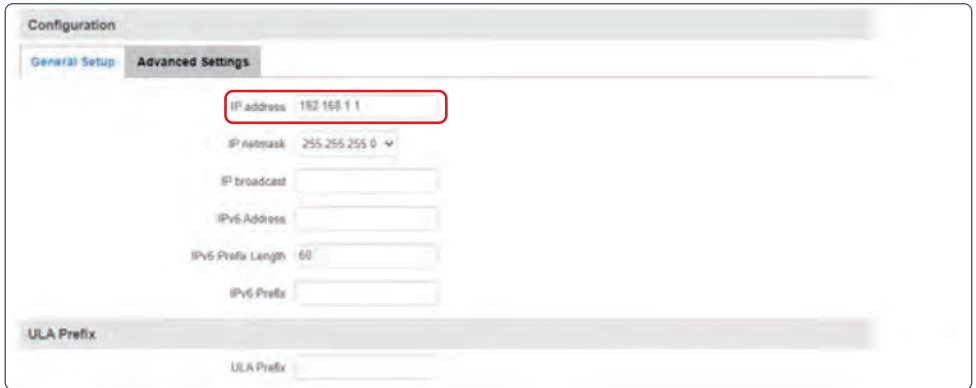 Configuration
General Setup Advanced Settings
IP address 192.168.1.1
IP netmask 255.255.255.0
IP broadcast
IPv6 Address
IPv6 Prefix Length 60
IPv6 Prefix
ULA Prefix
ULA Prefix